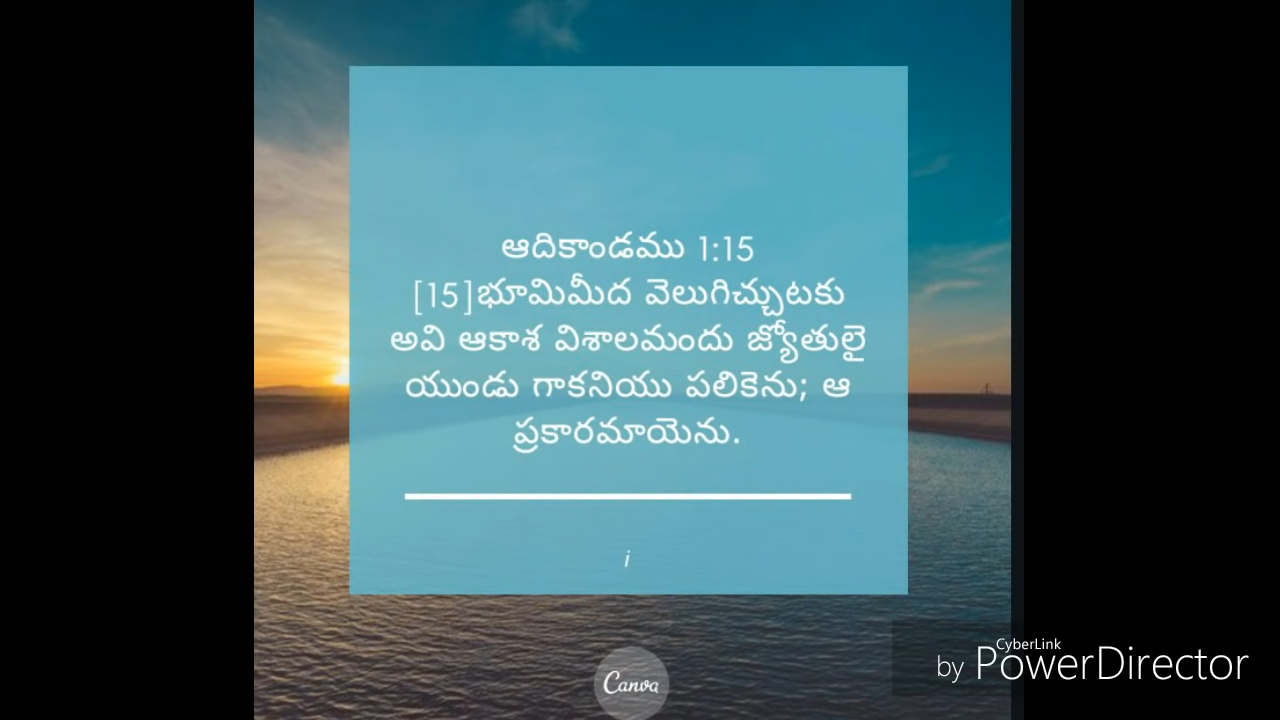 ఆదికాండము 1:15
[15]భూమిమీద వెలుగిచ్చుటకు
అవి ఆకాశ విశాలమందు జ్యోతులై
యుండు గాకనియు పలికెను; ఆ
ప్రకారమాయెను.
i
Canva
CyberLink
by PowerDirector